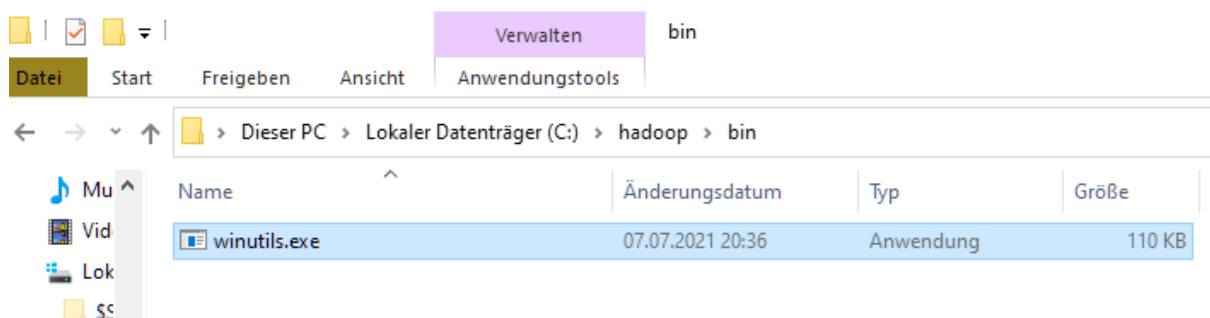 Verwalten bin
Datei Start Freigeben Ansicht Anwendungstools
Dieser PC > Lokaler Datenträger (C:) > hadoop > bin
Mu Name Änderungsdatum Typ Größe
Vid winutils.exe 07.07.2021 20:36 Anwendung 110 KB
Lok